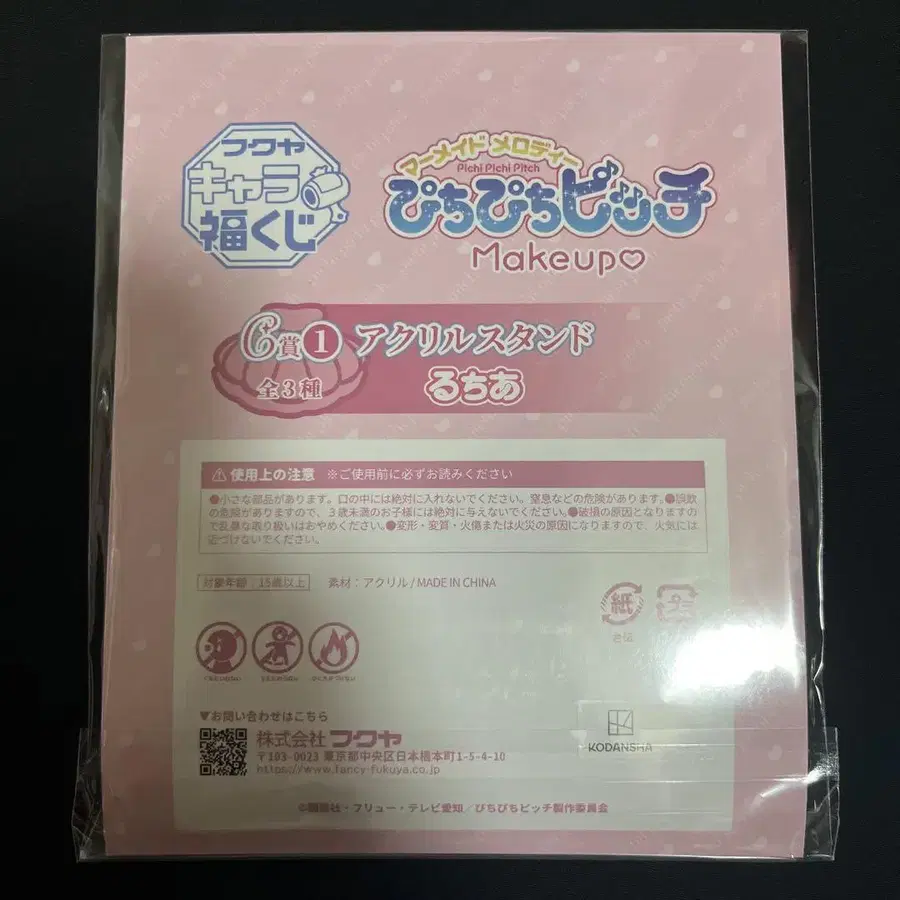 フクヤ
キャラ
福くじ
マーメイド メロディー
Pichi Pichi Pitch
ぴちぴちピッチ
Makeup♡
C賞① アクリルスタンド
全3種 るちあ
⚠使用上の注意 ※ご使用前に必ずお読みください
●小さな部品があります。口の中には絶対に入れないでください。窒息などの危険があります。●誤飲
の危険がありますので、3歳未満のお子様には絶対に与えないでください。●破損の原因となりますの
で乱暴な取り扱いはおやめください。●変形・変質・火傷または火災の原因になりますので、火気には
近づけないでください。
対象年齢:15歳以上 素材:アクリル / MADE IN CHINA
紙 プラ
台紙
▼お問い合わせはこちら
株式会社 フクヤ
〒103-0023 東京都中央区日本橋本町1-5-4-10
https://www.fancy-fukuya.co.jp
KODANSHA
©講談社・フリュー・テレビ愛知/ぴちぴちピッチ製作委員会